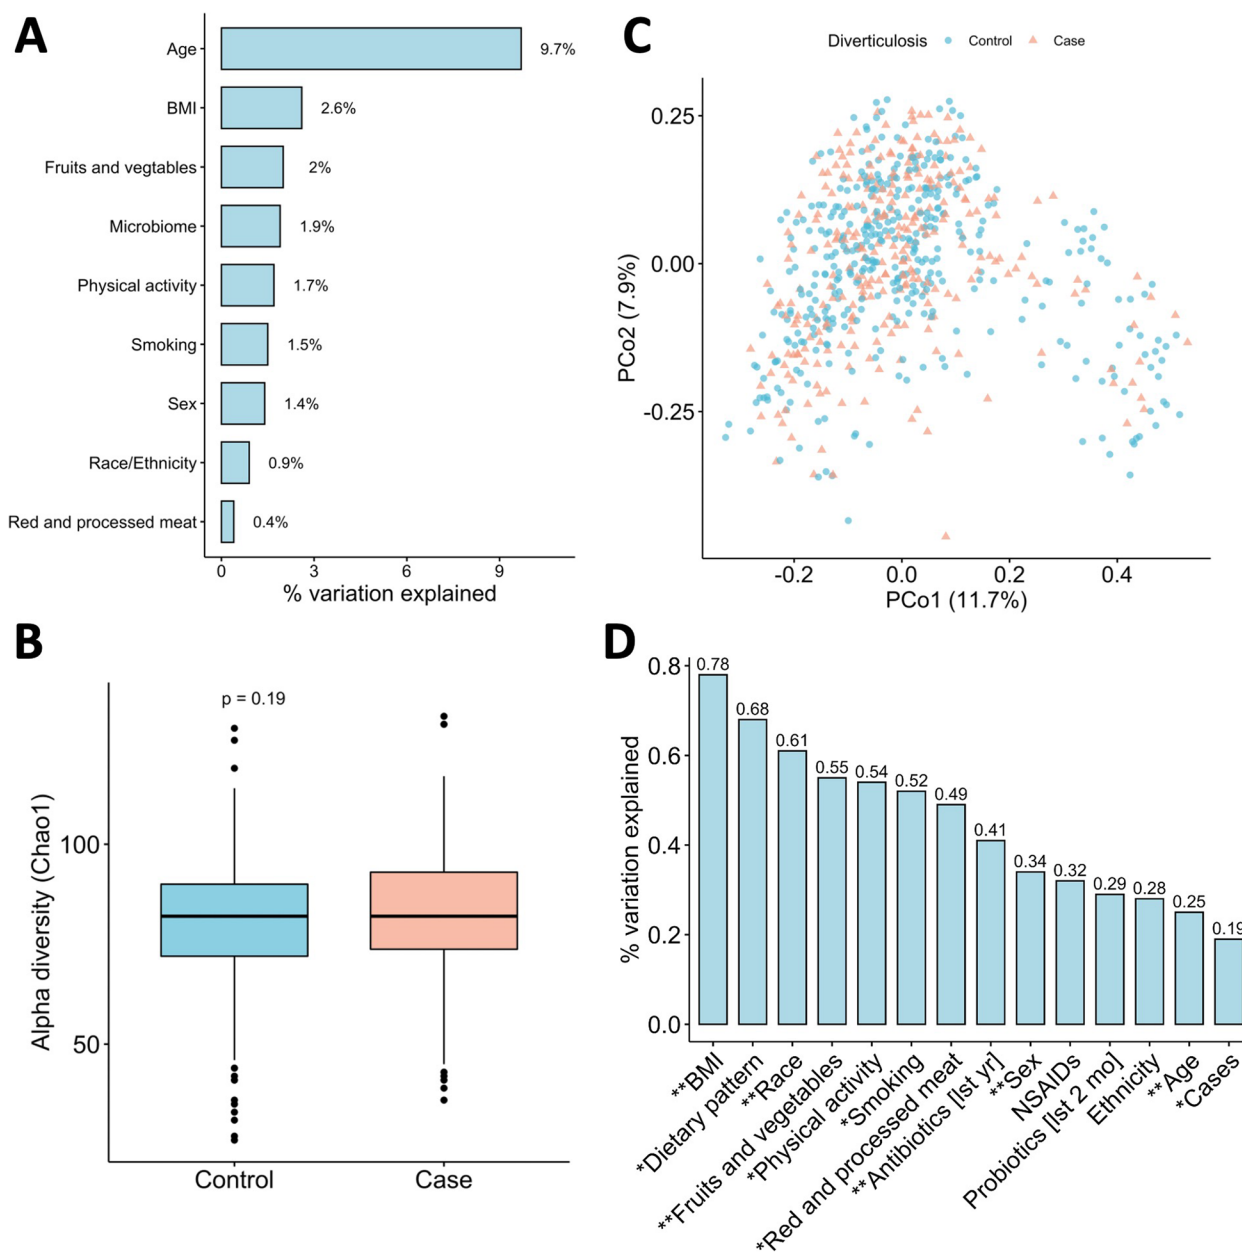 A
Age
9.7%
BMI
2.6%
Fruits and vegtables
2%
Microbiome
1.9%
Physical activity
1.7%
Smoking
1.5%
Sex
1.4%
Race/Ethnicity
0.9%
Red and processed meat
0.4%
0 3 6 9
% variation explained
C
Diverticulosis Control Case
0.25
0.00
-0.25
PCo2 (7.9%)
-0.2 0.0 0.2 0.4
PCo1 (11.7%)
B
p = 0.19
100
50
Alpha diversity (Chao1)
Control Case
D
0.8
0.6
0.4
0.2
0.0
% variation explained
0.78
0.68
0.61
0.55
0.54
0.52
0.49
0.41
0.34
0.32
0.29
0.28
0.25
0.19
**BMI
*Dietary pattern
**Race
**Fruits and vegetables
*Physical activity
*Smoking
*Red and processed meat
**Antibiotics [lst yr]
**Sex
NSAIDs
Probiotics [lst 2 mo]
Ethnicity
**Age
*Cases